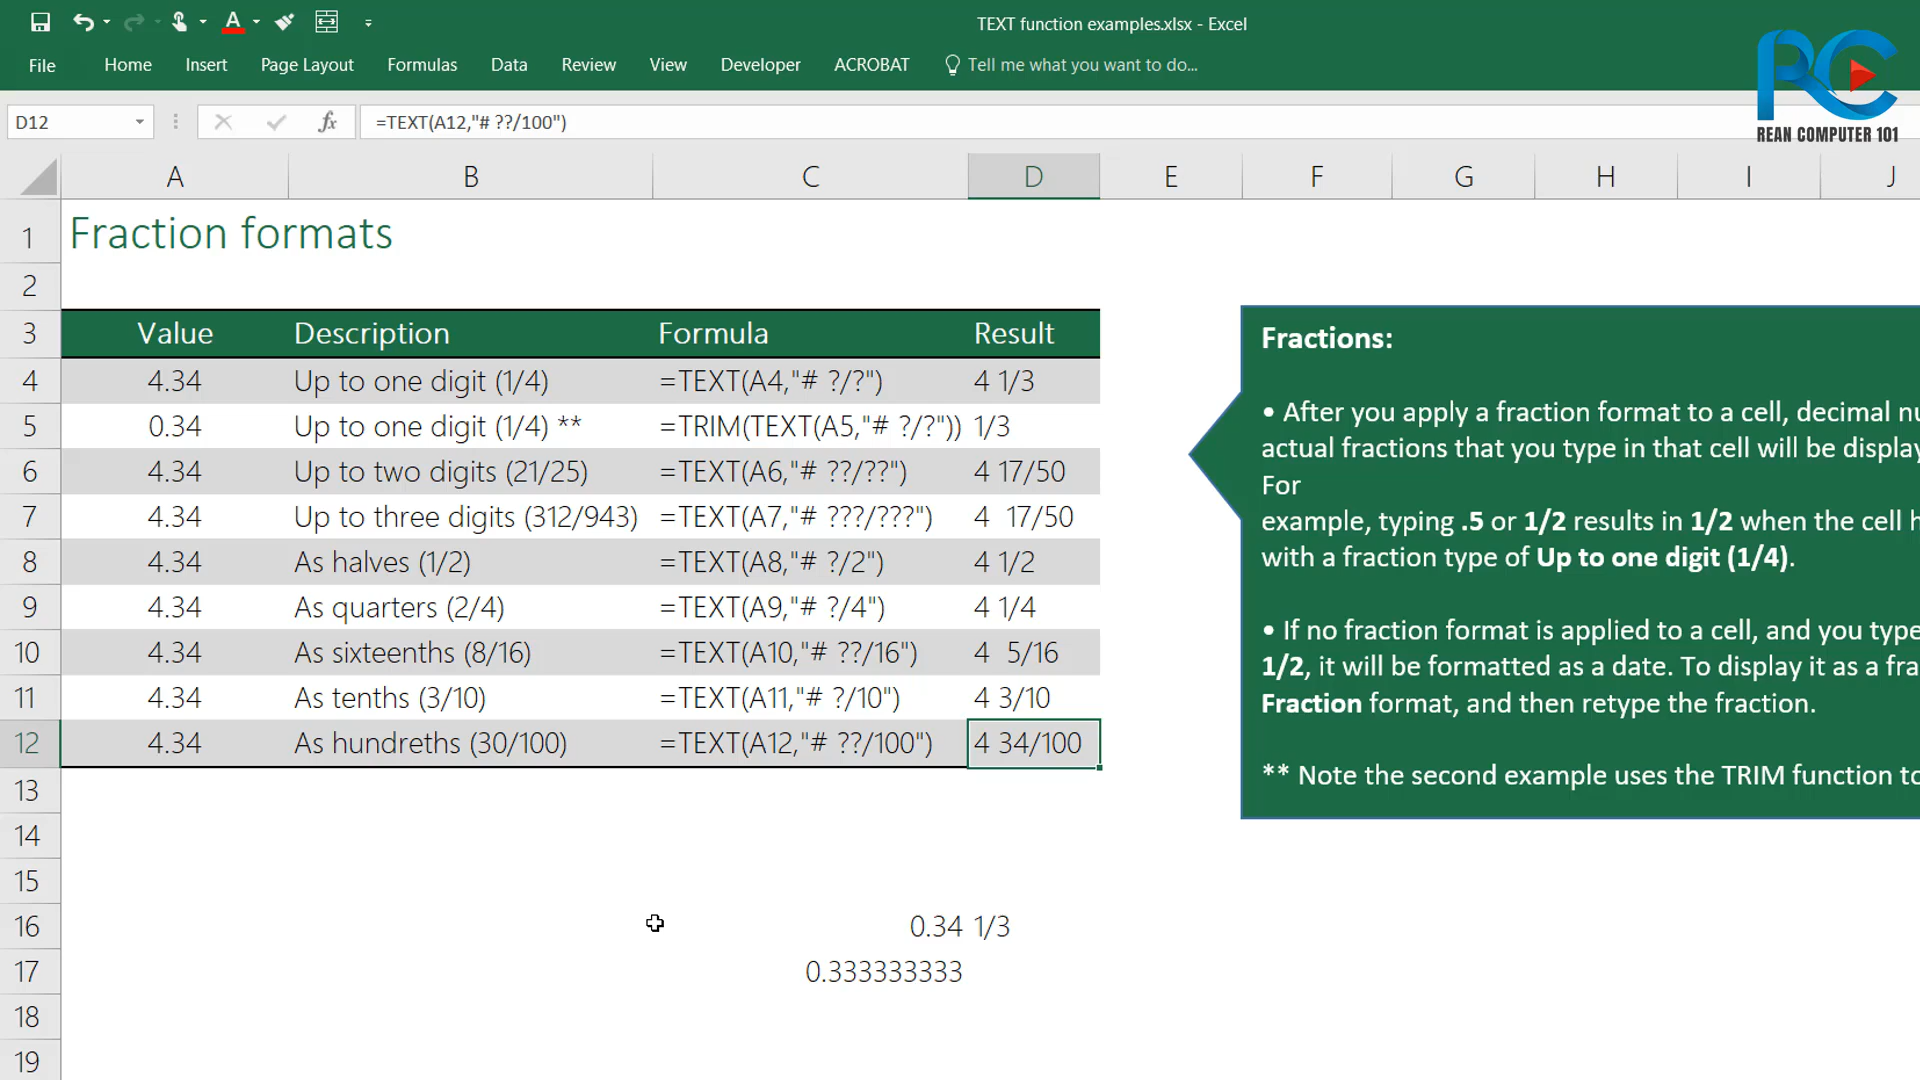 TEXT function examples.xlsx - Excel
File Home Insert Page Layout Formulas Data Review View Developer ACROBAT Tell me what you want to do...
RC
REAN COMPUTER 101
D12 fx =TEXT(A12,"# ??/100")
A B C D E F G H I J
1 Fraction formats
2
3 Value Description Formula Result
4 4.34 Up to one digit (1/4) =TEXT(A4,"# ?/?") 4 1/3
5 0.34 Up to one digit (1/4) ** =TRIM(TEXT(A5,"# ?/?")) 1/3
6 4.34 Up to two digits (21/25) =TEXT(A6,"# ??/??") 4 17/50
7 4.34 Up to three digits (312/943) =TEXT(A7,"# ???/???") 4  17/50
8 4.34 As halves (1/2) =TEXT(A8,"# ?/2") 4 1/2
9 4.34 As quarters (2/4) =TEXT(A9,"# ?/4") 4 1/4
10 4.34 As sixteenths (8/16) =TEXT(A10,"# ??/16") 4  5/16
11 4.34 As tenths (3/10) =TEXT(A11,"# ?/10") 4 3/10
12 4.34 As hundreths (30/100) =TEXT(A12,"# ??/100") 4 34/100
13
14
15
16 0.34 1/3
17 0.333333333
18
19
Fractions:
• After you apply a fraction format to a cell, decimal nu
actual fractions that you type in that cell will be display
For
example, typing .5 or 1/2 results in 1/2 when the cell h
with a fraction type of Up to one digit (1/4).
• If no fraction format is applied to a cell, and you type
1/2, it will be formatted as a date. To display it as a fra
Fraction format, and then retype the fraction.
** Note the second example uses the TRIM function to